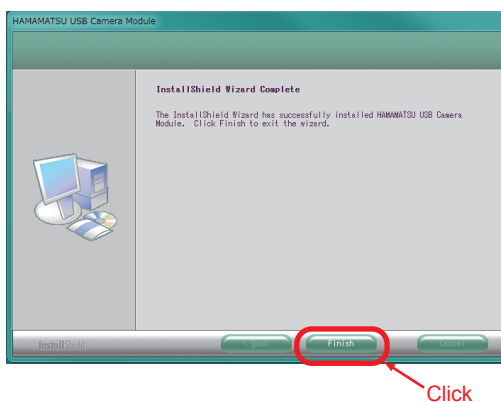 HAMAMATSU USB Camera Module
InstallShield Wizard Complete
The InstallShield Wizard has successfully installed HAMAMATSU USB Camera
Module. Click Finish to exit the wizard.
InstallShield
< Back
Finish
Cancel
Click